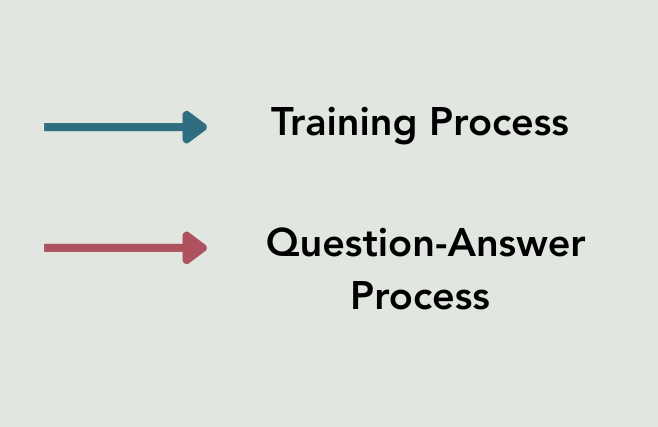 Training Process
Question-Answer
Process